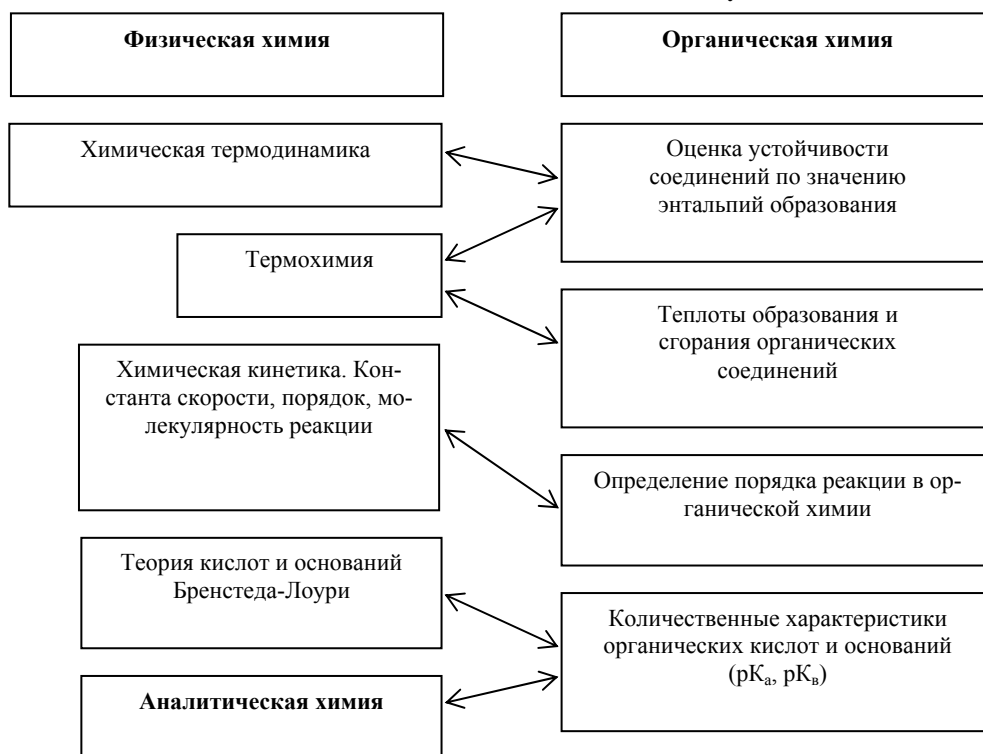 Физическая химия
Органическая химия
Химическая термодинамика
Оценка устойчивости
соединений по значению
энтальпий образования
Термохимия
Теплоты образования и
сгорания органических
соединений
Химическая кинетика. Кон-
станта скорости, порядок, мо-
лекулярность реакции
Определение порядка реакции в ор-
ганической химии
Теория кислот и оснований
Бренстеда-Лоури
Количественные характеристики
органических кислот и оснований
(рКа, рКв)
Аналитическая химия